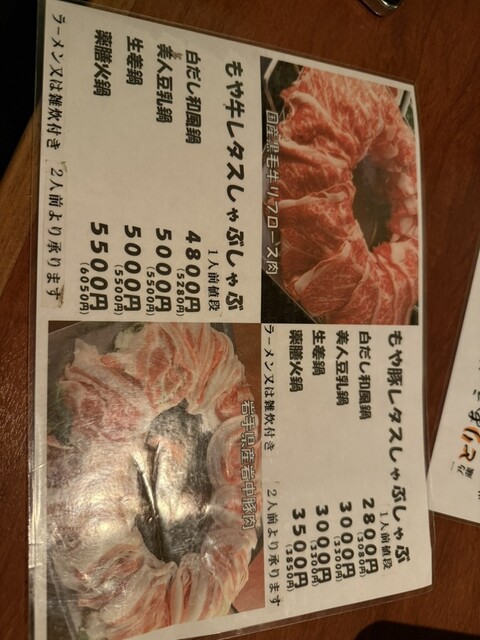 国産黒毛牛リブロース肉
もや牛レタスしゃぶしゃぶ
1人前値段
白だし和風鍋 4800円(5280円)
美人豆乳鍋 5000円(5500円)
生姜鍋 5000円(5500円)
薬膳火鍋 5500円(6050円)
ラーメン又は雑炊付き 2人前より承ります
もや豚レタスしゃぶしゃぶ
1人前値段
白だし和風鍋 2800円(3080円)
美人豆乳鍋 3000円(3300円)
生姜鍋 3000円(3300円)
薬膳火鍋 3500円(3850円)
ラーメン又は雑炊付き 2人前より承ります
岩手県産岩中豚肉